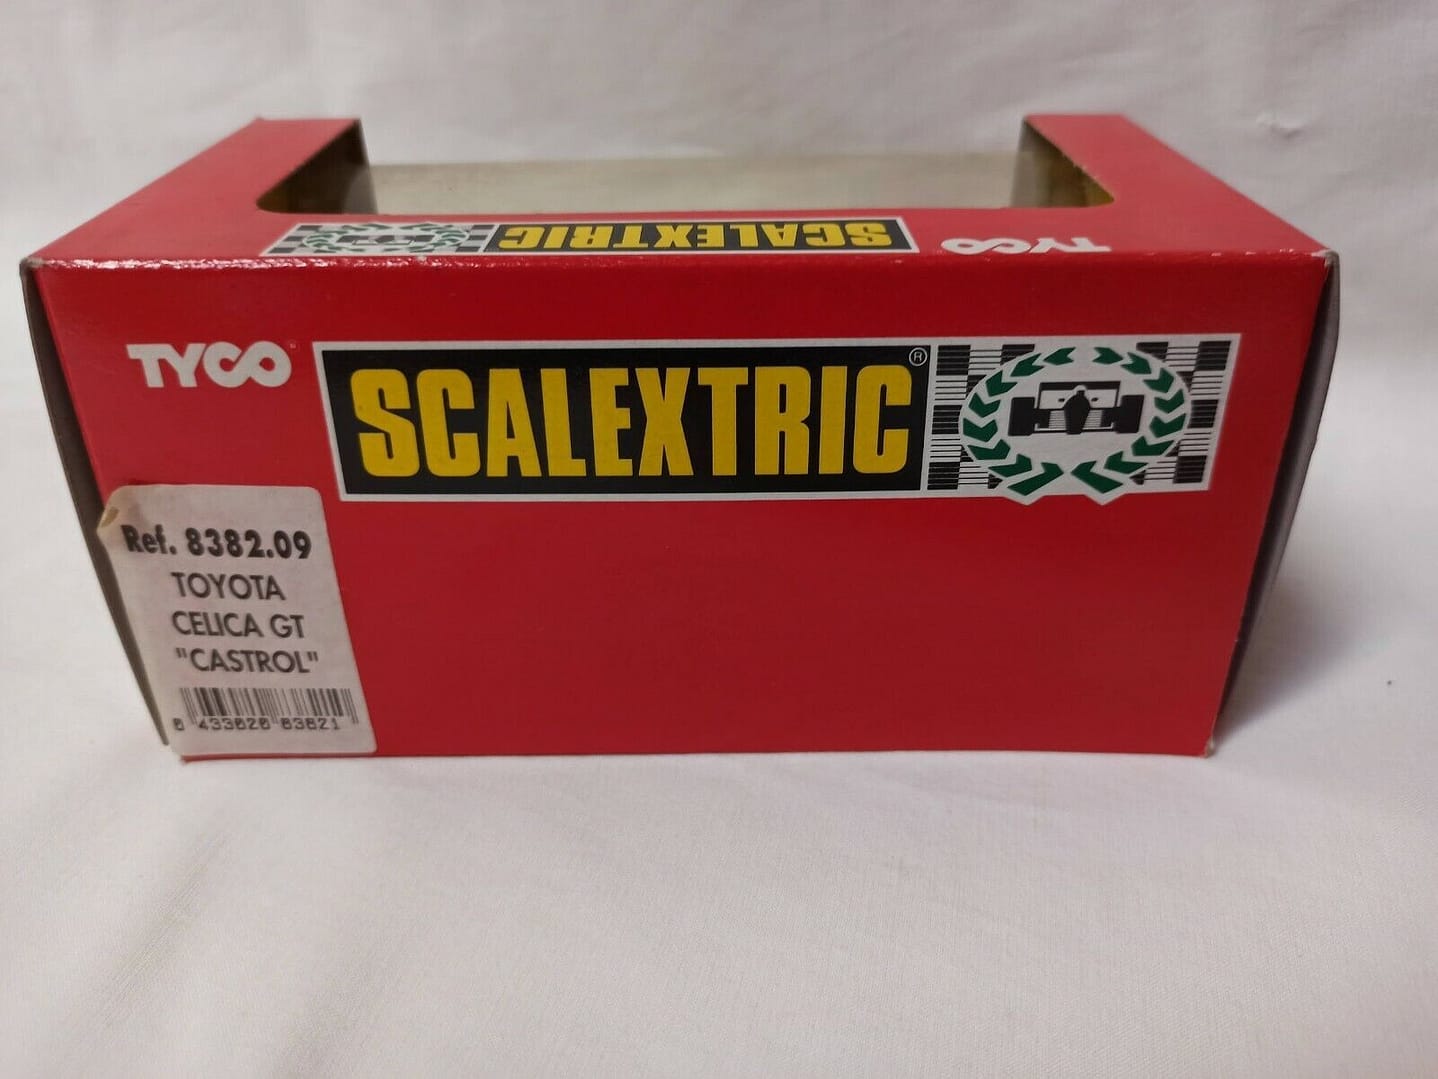 SCALEXTRIC
TYCO
TYCO
SCALEXTRIC®
Ref. 8382.09
TOYOTA
CELICA GT
"CASTROL"